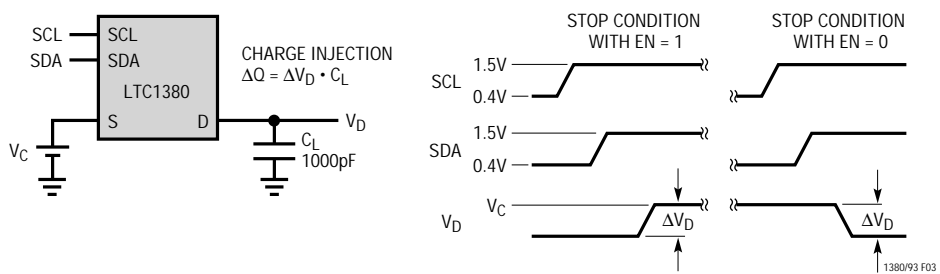 SCL
SDA
SCL
SDA
LTC1380
S
D
V_C
CHARGE INJECTION
ΔQ = ΔV_D • C_L
V_D
C_L
1000pF
STOP CONDITION
WITH EN = 1
STOP CONDITION
WITH EN = 0
SCL
1.5V
0.4V
SDA
1.5V
0.4V
V_D
V_C
ΔV_D
ΔV_D
1380/93 F03